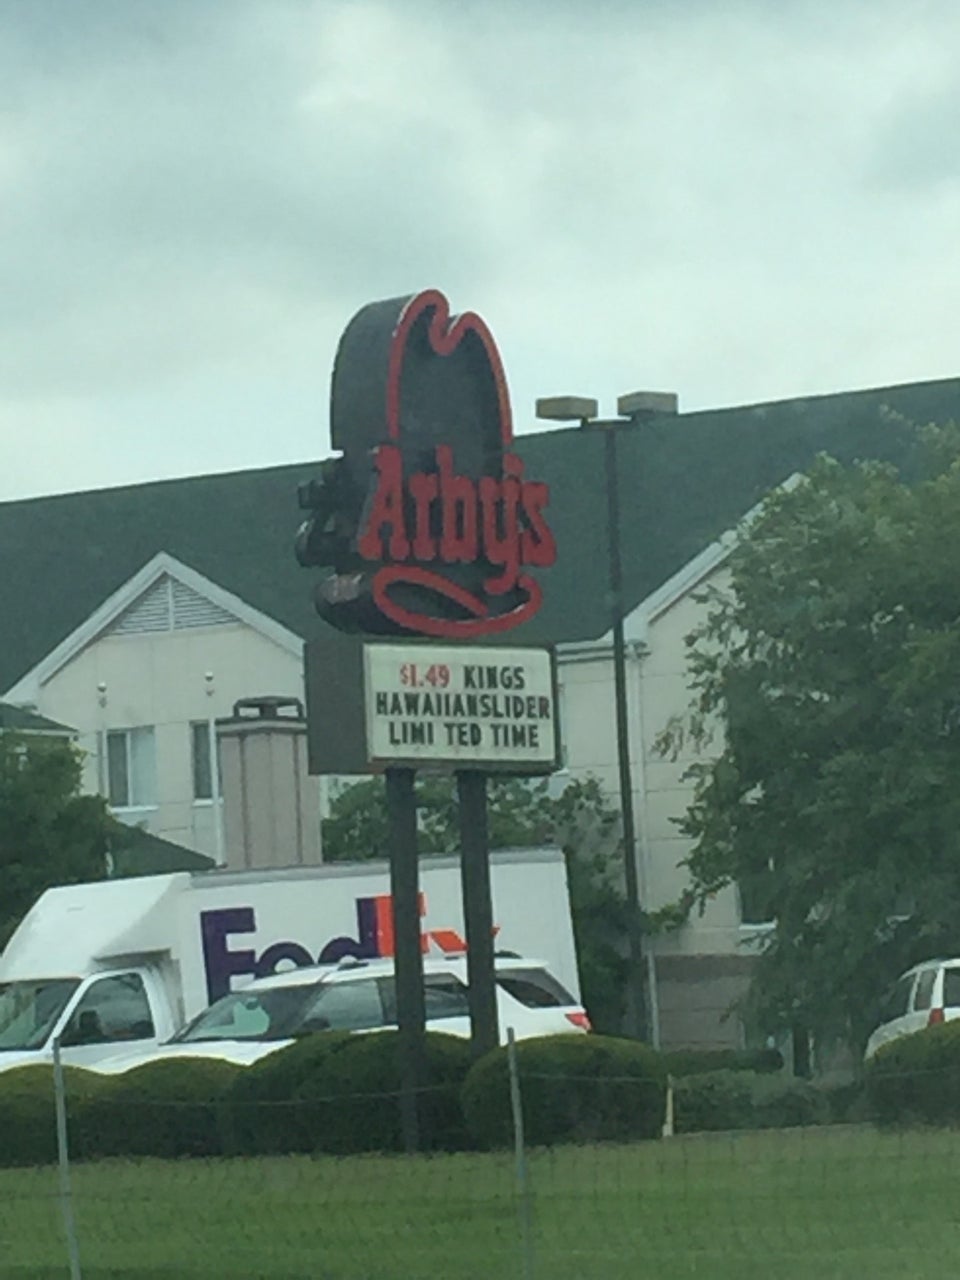 Arby's
$1.49 KINGS
HAWAIIANSLIDER
LIMI TED TIME
FedEx